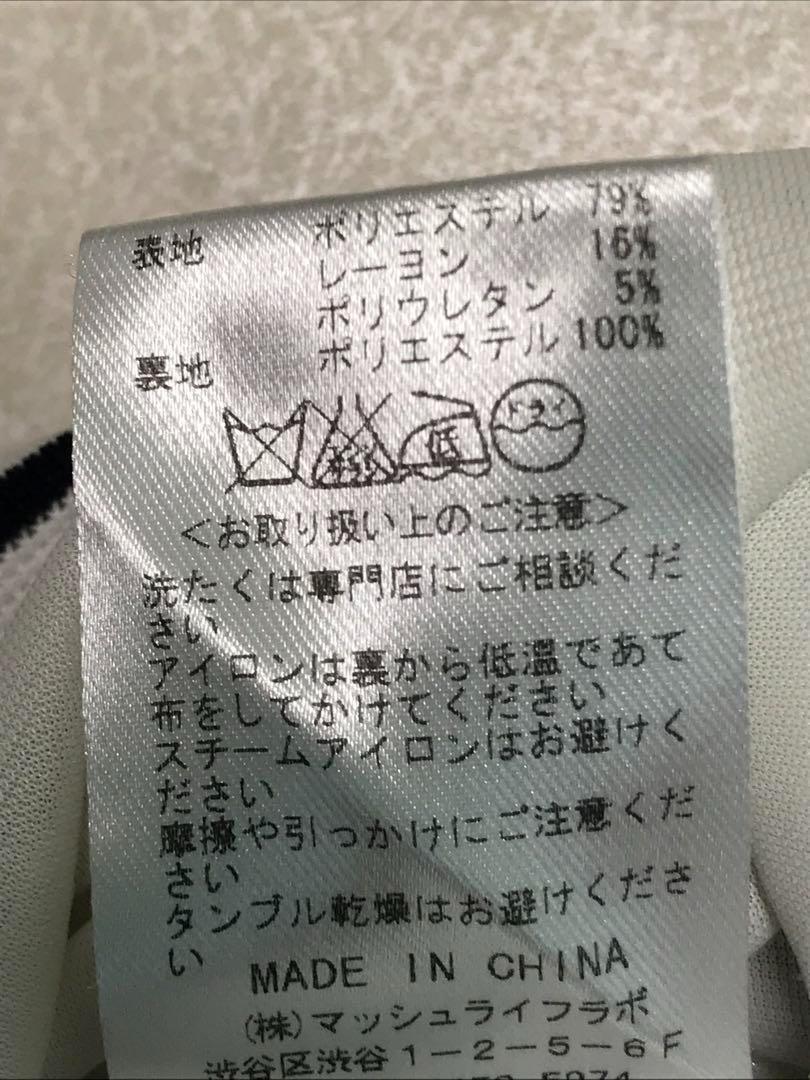 表地 ポリエステル 79%
レーヨン 16%
ポリウレタン 5%
裏地 ポリエステル 100%
低 ドライ
<お取り扱い上のご注意>
洗たくは専門店にご相談くだ
さい
アイロンは裏から低温であて
布をしてかけてください
スチームアイロンはお避けく
ださい
摩擦や引っかけにご注意くだ
さい
タンブル乾燥はお避けくださ
い
MADE IN CHINA
(株)マッシュライフラボ
渋谷区渋谷1-2-5-6F